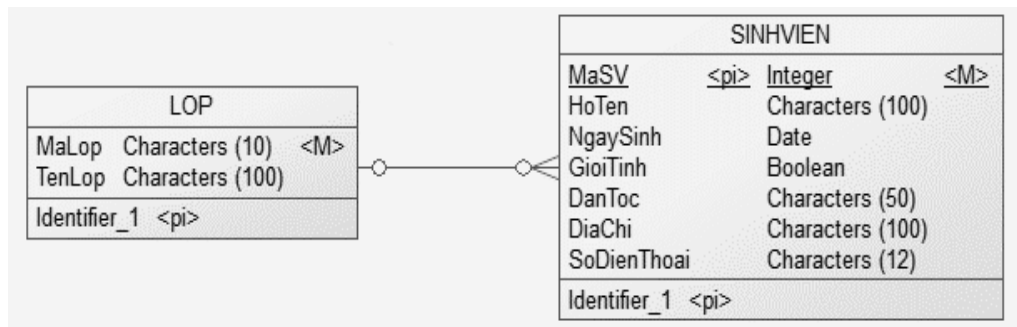 LOP
MaLop Characters (10) <M>
TenLop Characters (100)
Identifier_1 <pi>
SINHVIEN
MaSV <pi> Integer <M>
HoTen Characters (100)
NgaySinh Date
GioiTinh Boolean
DanToc Characters (50)
DiaChi Characters (100)
SoDienThoai Characters (12)
Identifier_1 <pi>